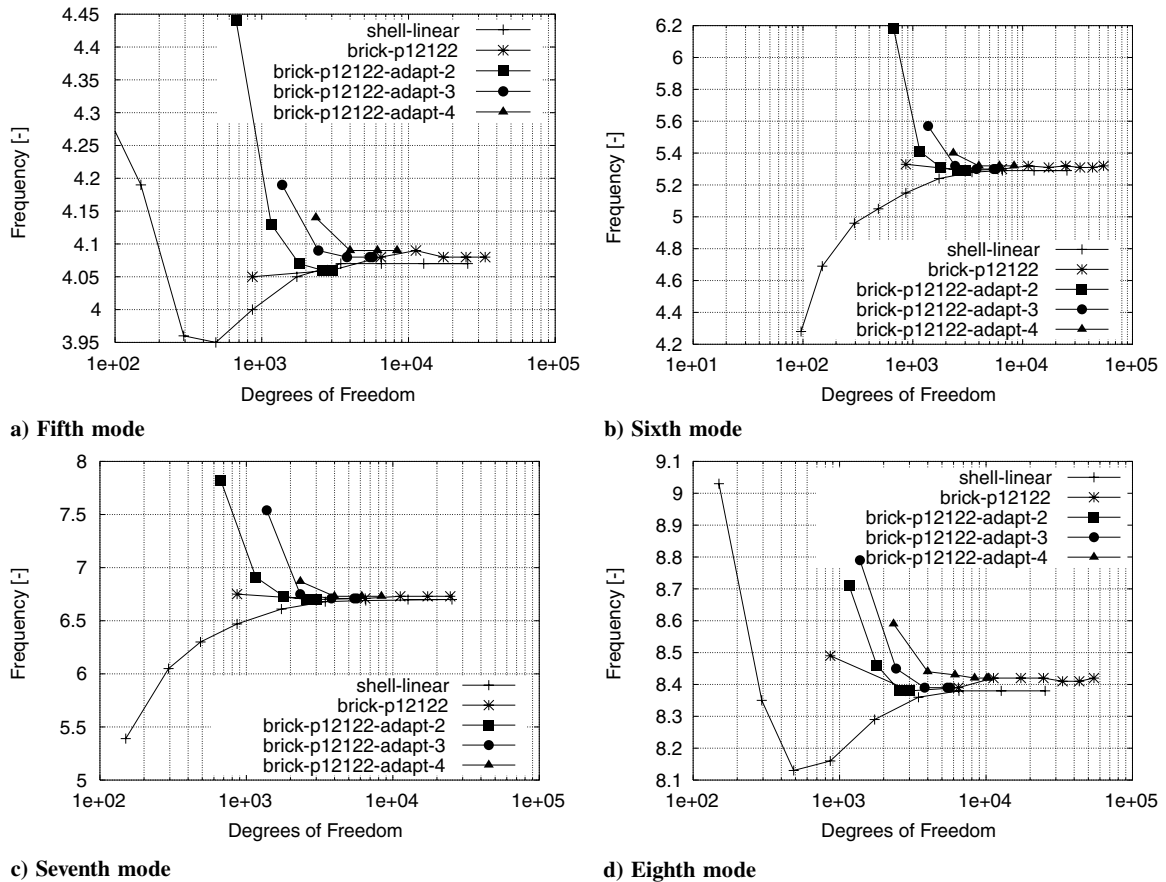 4.45
4.4
4.35
4.3
4.25
4.2
4.15
4.1
4.05
4
3.95
Frequency [-]
shell-linear
brick-p12122
brick-p12122-adapt-2
brick-p12122-adapt-3
brick-p12122-adapt-4
1e+02 1e+03 1e+04 1e+05
Degrees of Freedom
a) Fifth mode
6.2
6
5.8
5.6
5.4
5.2
5
4.8
4.6
4.4
4.2
Frequency [-]
shell-linear
brick-p12122
brick-p12122-adapt-2
brick-p12122-adapt-3
brick-p12122-adapt-4
1e+01 1e+02 1e+03 1e+04 1e+05
Degrees of Freedom
b) Sixth mode
8
7.5
7
6.5
6
5.5
5
Frequency [-]
shell-linear
brick-p12122
brick-p12122-adapt-2
brick-p12122-adapt-3
brick-p12122-adapt-4
1e+02 1e+03 1e+04 1e+05
Degrees of Freedom
c) Seventh mode
9.1
9
8.9
8.8
8.7
8.6
8.5
8.4
8.3
8.2
8.1
Frequency [-]
shell-linear
brick-p12122
brick-p12122-adapt-2
brick-p12122-adapt-3
brick-p12122-adapt-4
1e+02 1e+03 1e+04 1e+05
Degrees of Freedom
d) Eighth mode